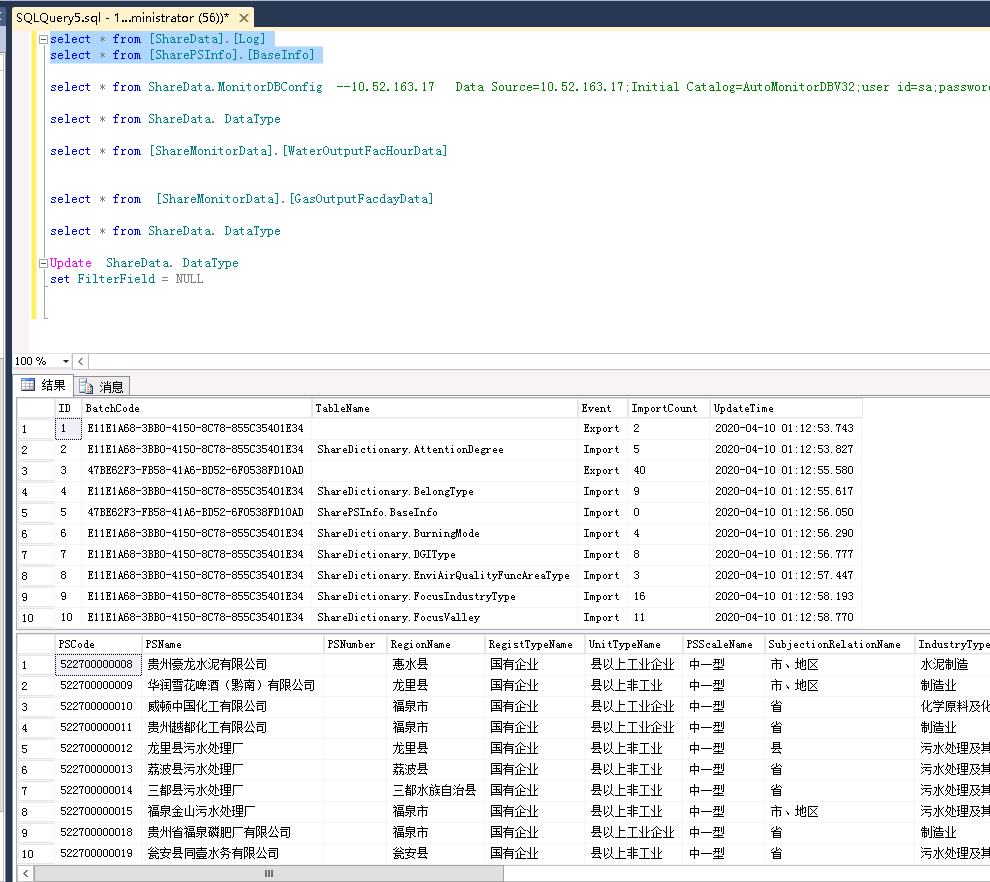 SQLQuery5.sql - 1...ministrator (56))* ×
select * from [ShareData].[Log]
select * from [SharePSInfo].[BaseInfo]
select * from ShareData.MonitorDBConfig --10.52.163.17 Data Source=10.52.163.17;Initial Catalog=AutoMonitorDBV32;user id=sa;password
select * from ShareData. DataType
select * from [ShareMonitorData].[WaterOutputFacHourData]
select * from [ShareMonitorData].[GasOutputFacdayData]
select * from ShareData. DataType
Update ShareData. DataType
set FilterField = NULL
100 %
结果 消息
ID BatchCode TableName Event ImportCount UpdateTime
1 1 E11E1A68-3BB0-4150-8C78-855C35401E34 Export 2 2020-04-10 01:12:53.743
2 2 E11E1A68-3BB0-4150-8C78-855C35401E34 ShareDictionary.AttentionDegree Import 5 2020-04-10 01:12:53.827
3 3 47BE62F3-FB58-41A6-BD52-6F0538FD10AD Export 40 2020-04-10 01:12:55.580
4 4 E11E1A68-3BB0-4150-8C78-855C35401E34 ShareDictionary.BelongType Import 9 2020-04-10 01:12:55.617
5 5 47BE62F3-FB58-41A6-BD52-6F0538FD10AD SharePSInfo.BaseInfo Import 0 2020-04-10 01:12:56.050
6 6 E11E1A68-3BB0-4150-8C78-855C35401E34 ShareDictionary.BurningMode Import 4 2020-04-10 01:12:56.290
7 7 E11E1A68-3BB0-4150-8C78-855C35401E34 ShareDictionary.DGIType Import 8 2020-04-10 01:12:56.777
8 8 E11E1A68-3BB0-4150-8C78-855C35401E34 ShareDictionary.EnviAirQualityFuncAreaType Import 3 2020-04-10 01:12:57.447
9 9 E11E1A68-3BB0-4150-8C78-855C35401E34 ShareDictionary.FocusIndustryType Import 16 2020-04-10 01:12:58.193
10 10 E11E1A68-3BB0-4150-8C78-855C35401E34 ShareDictionary.FocusValley Import 11 2020-04-10 01:12:58.770
PSCode PSName PSNumber RegionName RegistTypeName UnitTypeName PSScaleName SubjectionRelationName IndustryType
1 522700000008 贵州豪龙水泥有限公司 惠水县 国有企业 县以上工业企业 中一型 市、地区 水泥制造
2 522700000009 华润雪花啤酒（黔南）有限公司 龙里县 国有企业 县以上非工业 中一型 市、地区 制造业
3 522700000010 威顿中国化工有限公司 福泉市 国有企业 县以上工业企业 中一型 省 化学原料及化
4 522700000011 贵州越都化工有限公司 福泉市 国有企业 县以上工业企业 中一型 省 制造业
5 522700000012 龙里县污水处理厂 龙里县 国有企业 县以上非工业 中一型 县 污水处理及其
6 522700000013 荔波县污水处理厂 荔波县 国有企业 县以上非工业 中一型 省 污水处理及其
7 522700000014 三都县污水处理厂 三都水族自治县 国有企业 县以上非工业 中一型 省 污水处理及其
8 522700000015 福泉金山污水处理厂 福泉市 国有企业 县以上非工业 中一型 市、地区 污水处理及其
9 522700000018 贵州省福泉磷肥厂有限公司 福泉市 国有企业 县以上工业企业 中一型 省 制造业
10 522700000019 瓮安县同壹水务有限公司 瓮安县 国有企业 县以上非工业 中一型 省 污水处理及其